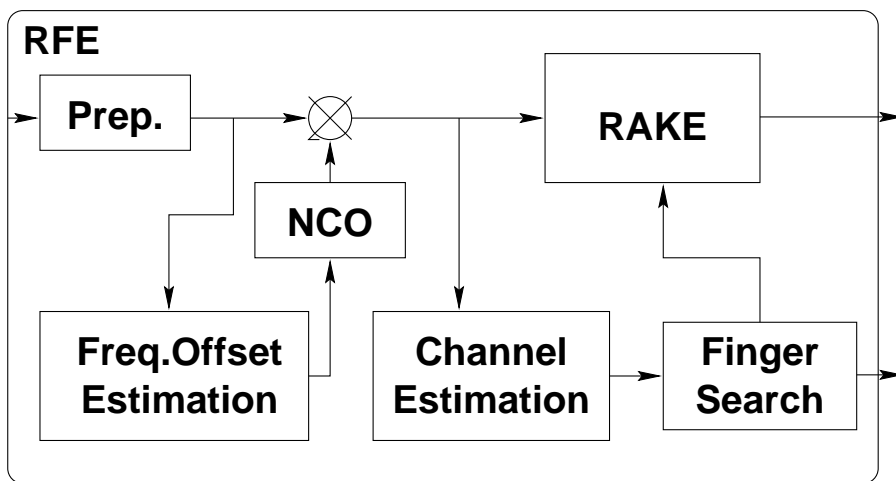 RFE
Prep.
RAKE
NCO
Freq.Offset
Estimation
Channel
Estimation
Finger
Search